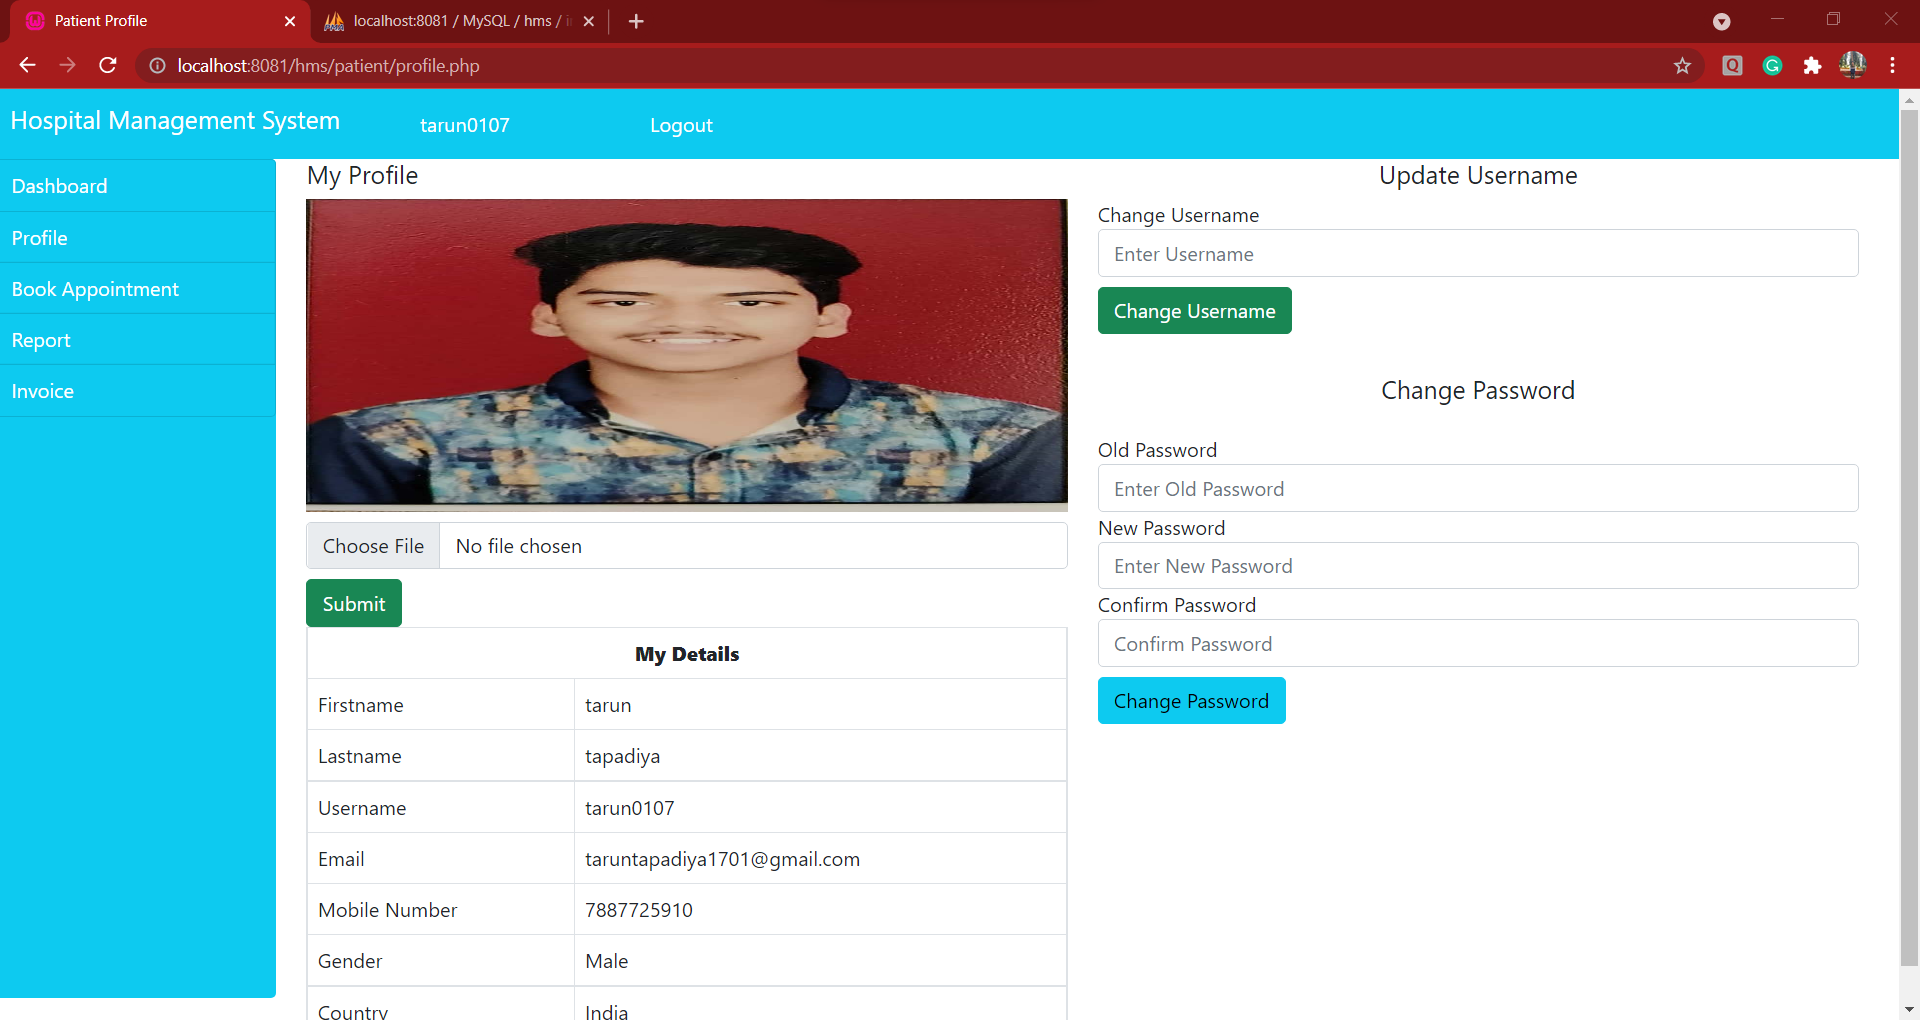 Patient Profile
localhost:8081 / MySQL / hms / i
localhost:8081/hms/patient/profile.php
Hospital Management System
tarun0107
Logout
Dashboard
Profile
Book Appointment
Report
Invoice
My Profile
Choose File
No file chosen
Submit
My Details
Firstname tarun
Lastname tapadiya
Username tarun0107
Email taruntapadiya1701@gmail.com
Mobile Number 7887725910
Gender Male
Country India
Update Username
Change Username
Enter Username
Change Username
Change Password
Old Password
Enter Old Password
New Password
Enter New Password
Confirm Password
Confirm Password
Change Password